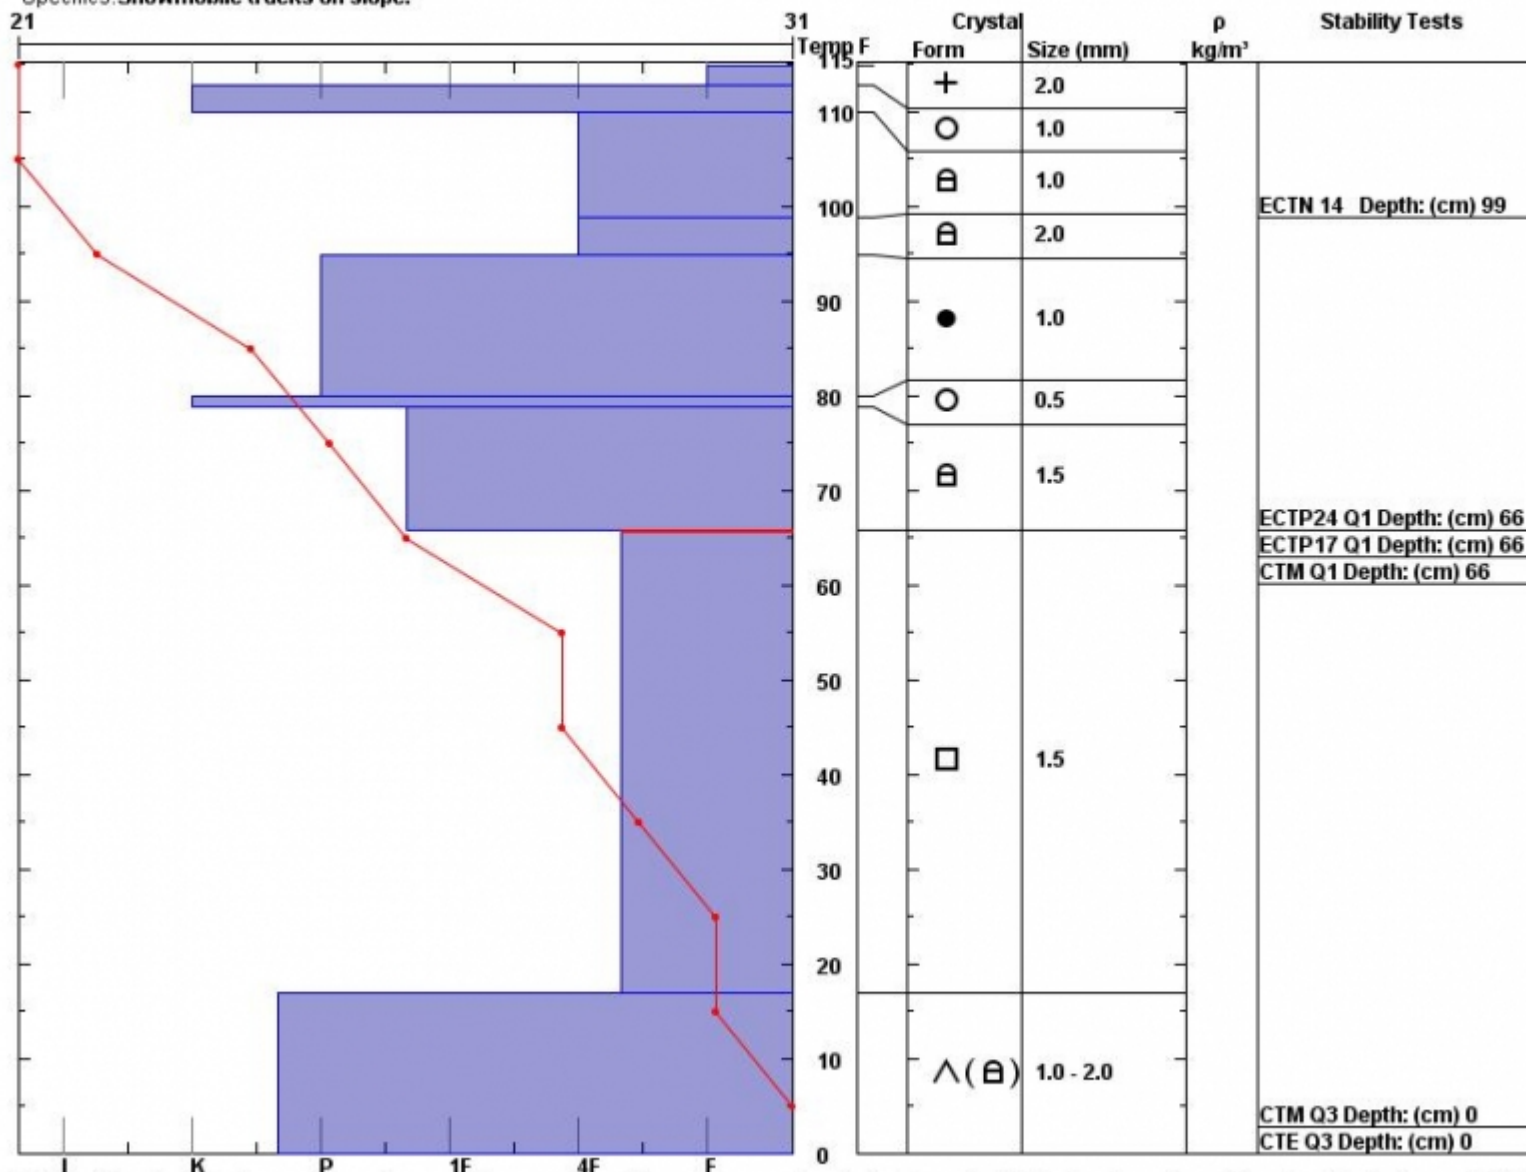 Specifics:Snowmobile tracks on slope.
21 31 Crystal ρ Stability Tests
Temp F Form Size (mm) kg/m³
115
2.0
110
1.0
1.0
100
ECTN 14 Depth: (cm) 99
2.0
90
1.0
80
0.5
70
1.5
ECTP24 Q1 Depth: (cm) 66
ECTP17 Q1 Depth: (cm) 66
60
CTM Q1 Depth: (cm) 66
50
40
1.5
30
20
10
1.0 - 2.0
CTM Q3 Depth: (cm) 0
0
CTE Q3 Depth: (cm) 0
I K P 1F 4F F